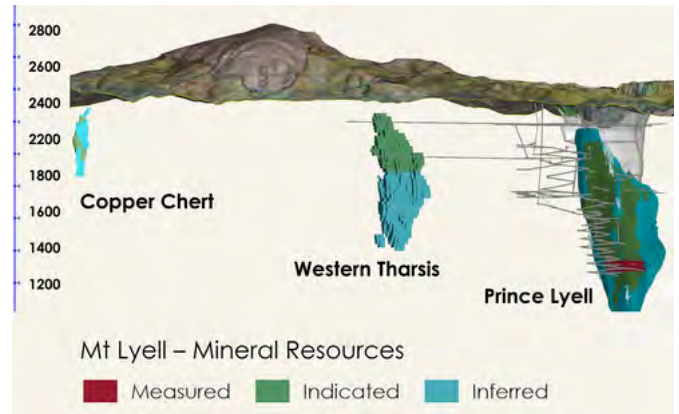 2800
2600
2400
2200
1800
1600
1400
1200
Copper Chert
Western Tharsis
Prince Lyell
Mt Lyell – Mineral Resources
Measured
Indicated
Inferred